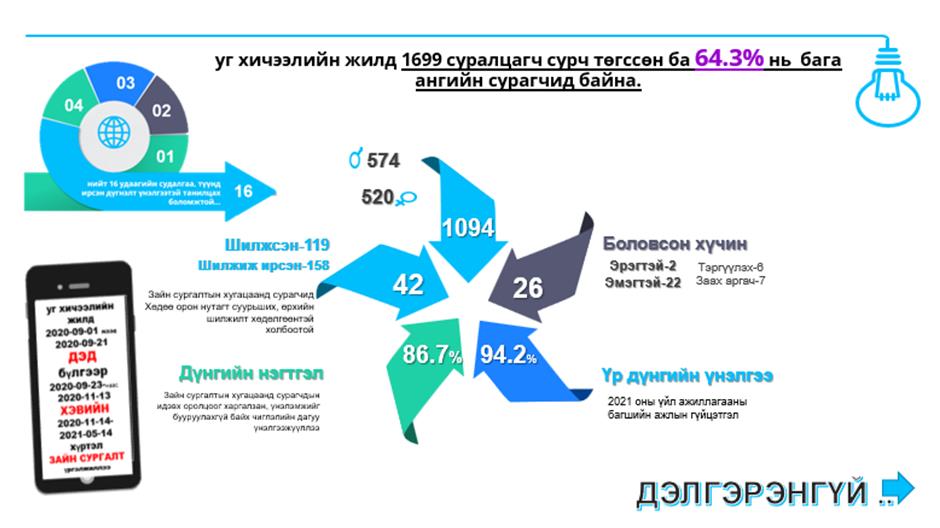 уг хичээлийн жилд 1699 суралцагч сурч төгссөн ба 64.3% нь бага
ангийн сурагчид байна.
03
04
02
01
нийт 16 удаагийн судалгаа, түүнд
ирсэн дүгнэлт үнэлгээтэй танилцах
боломжтой...
16
574
520
1094
Шилжсэн-119
Шилжиж ирсэн-158
42
Зайн сургалтын хугацаанд сурагчид
Хөдөө орон нутагт суурьших, өрхийн
шилжилт хөдөлгөөнтэй
холбоотой
Боловсон хүчин
Эрэгтэй-2
Эмэгтэй-22
Тэргүүлэх-6
Заах аргач-7
26
86.7%
94.2%
Дүнгийн нэгтгэл
Зайн сургалтын хугацаанд сурагчдын
идэвх оролцоог харгалзан, үнэлэмжийг
бууруулахгүй байх чиглэлийн дагуу
үнэлгээжүүллээ
Үр дүнгийн үнэлгээ
2021 оны үйл ажиллагааны
багшийн ажлын гүйцэтгэл
уг хичээлийн
жилд
2020-09-01
2020-09-21
ДЭД
бүлгээр
2020-09-23-
2020-11-13
ХЭВИЙН
2020-11-14-
2021-05-14
хүртэл
ЗАЙН СУРГАЛТ
үргэлжиллээ
ДЭЛГЭРЭНГҮЙ ..